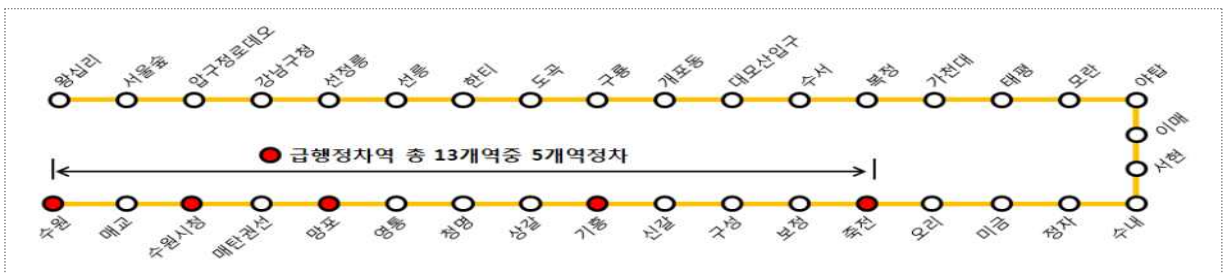 왕십리
서울숲
압구정로데오
강남구청
선정릉
선릉
한티
도곡
구룡
개포동
대모산입구
수서
복정
가천대
태평
모란
야탑
이매
서현
급행정차역 총 13개역중 5개역정차
수원
매교
수원시청
매탄권선
망포
영통
청명
상갈
기흥
신갈
구성
보정
죽전
오리
미금
정자
수내